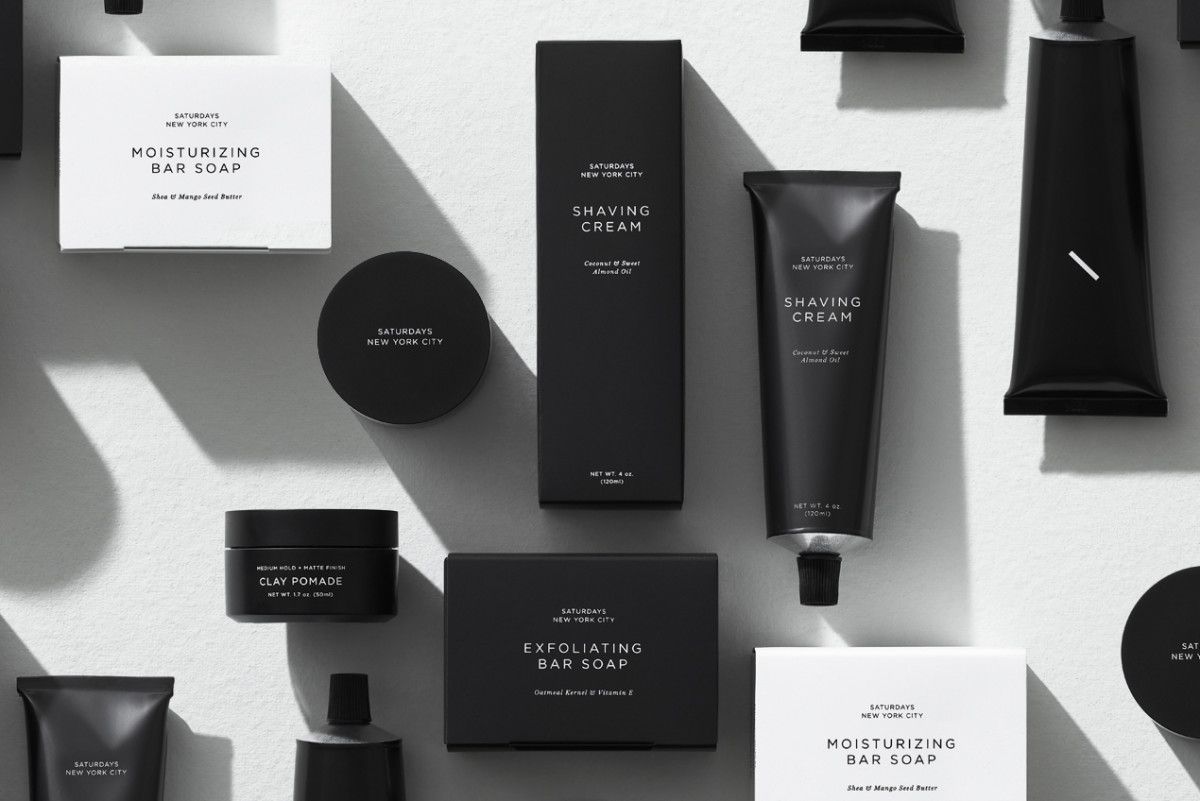 SATURDAYS
NEW YORK CITY
MOISTURIZING
BAR SOAP
Shea & Mango Seed Butter
SATURDAYS
NEW YORK CITY
SATURDAYS
NEW YORK CITY
SHAVING
CREAM
Coconut & Sweet
Almond Oil
NET WT. 4 oz.
(120ml)
SATURDAYS
NEW YORK CITY
SHAVING
CREAM
Coconut & Sweet
Almond Oil
NET WT. 4 oz.
(120ml)
MEDIUM HOLD + MATTE FINISH
CLAY POMADE
NET WT. 1.7 oz. (50ml)
SATURDAYS
NEW YORK CITY
EXFOLIATING
BAR SOAP
Oatmeal Kernel & Vitamin E
SATURDAYS
NEW YORK CITY
SATURDAYS
NEW YORK CITY
MOISTURIZING
BAR SOAP
Shea & Mango Seed Butter
SAT
NEW Y